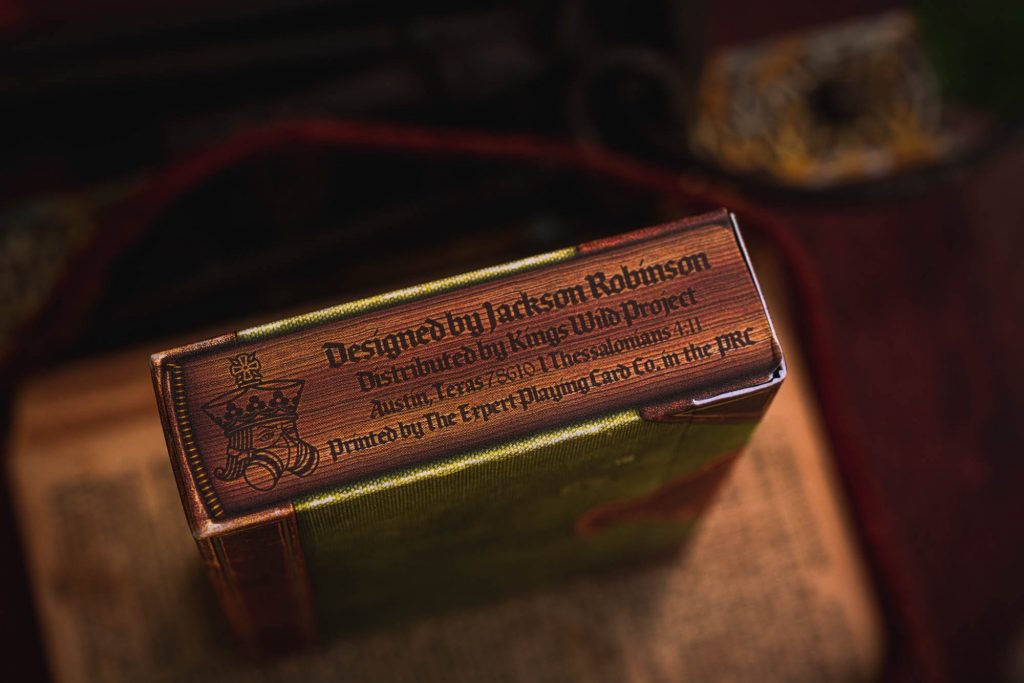 Designed by Jackson Robinson
Distributed by Kings Wild Project
Austin, Texas 78610 1 Thessalonians 4:11
Printed by The Expert Playing Card Co. in the PRC